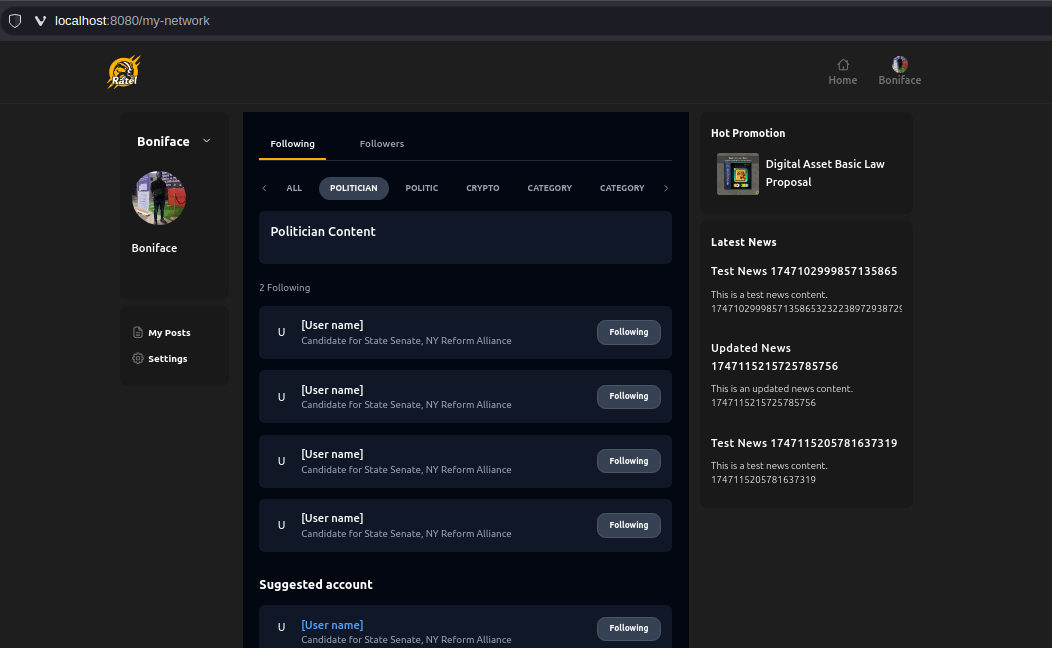 localhost:8080/my-network
Ratel
Home
Boniface
Boniface
Boniface
My Posts
Settings
Following
Followers
ALL
POLITICIAN
POLITIC
CRYPTO
CATEGORY
CATEGORY
Politician Content
2 Following
U
[User name]
Candidate for State Senate, NY Reform Alliance
Following
U
[User name]
Candidate for State Senate, NY Reform Alliance
Following
U
[User name]
Candidate for State Senate, NY Reform Alliance
Following
U
[User name]
Candidate for State Senate, NY Reform Alliance
Following
Suggested account
U
[User name]
Candidate for State Senate, NY Reform Alliance
Following
Hot Promotion
Digital Asset Basic Law
Proposal
Latest News
Test News 1747102999857135865
This is a test news content.
1747102999857135865323223897293872­9
Updated News
1747115215725785756
This is an updated news content.
1747115215725785756
Test News 1747115205781637319
This is a test news content.
1747115205781637319